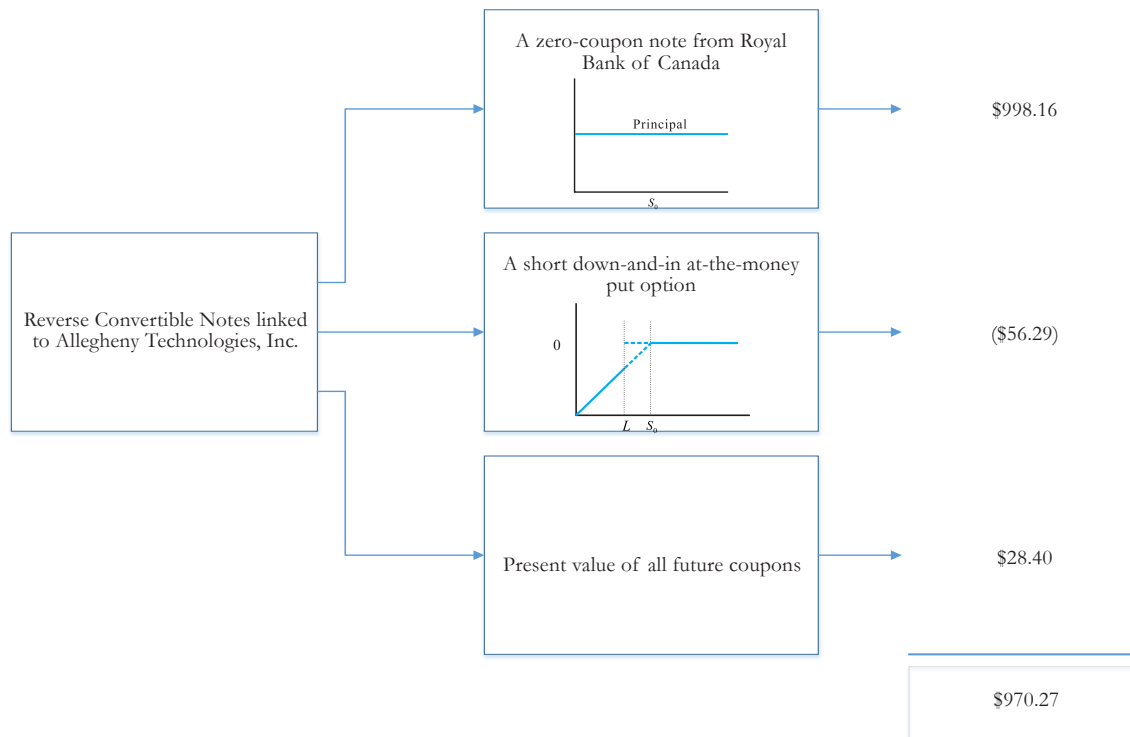 A zero-coupon note from Royal
Bank of Canada
Principal
S₀
$998.16
Reverse Convertible Notes linked
to Allegheny Technologies, Inc.
A short down-and-in at-the-money
put option
0
L S₀
($56.29)
Present value of all future coupons
$28.40
$970.27